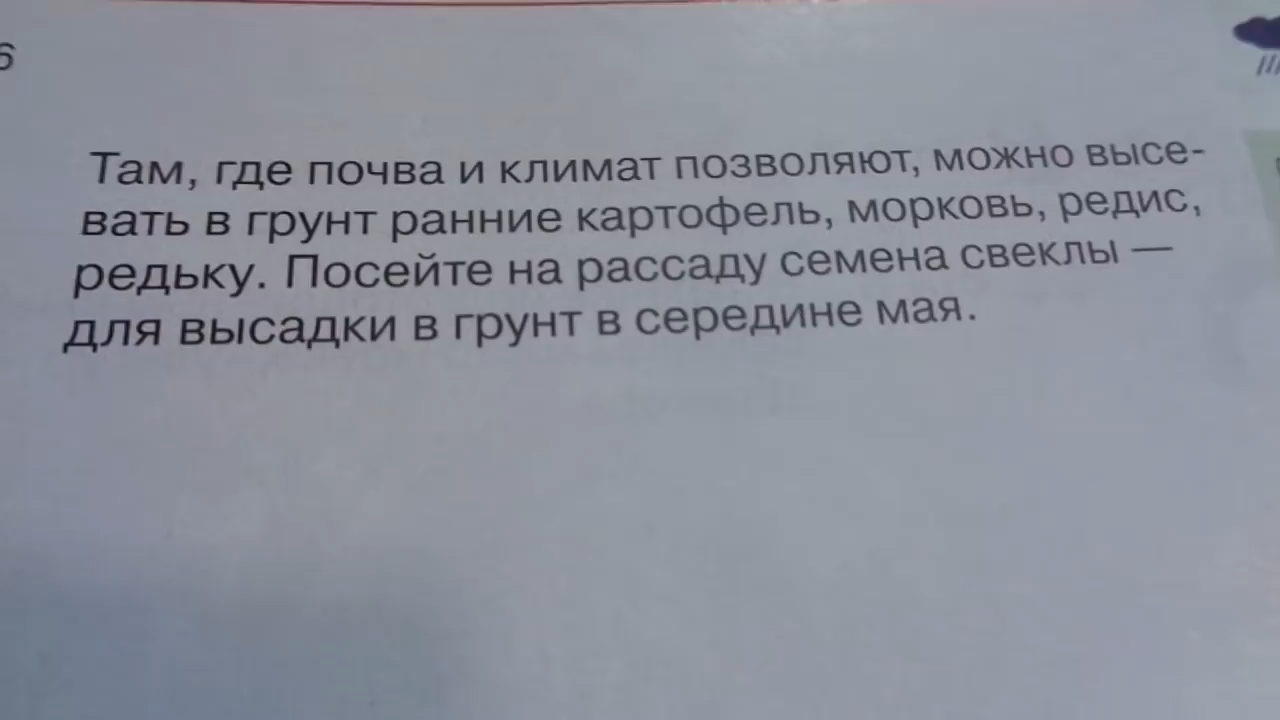 6
Там, где почва и климат позволяют, можно высе-
вать в грунт ранние картофель, морковь, редис,
редьку. Посейте на рассаду семена свеклы —
для высадки в грунт в середине мая.